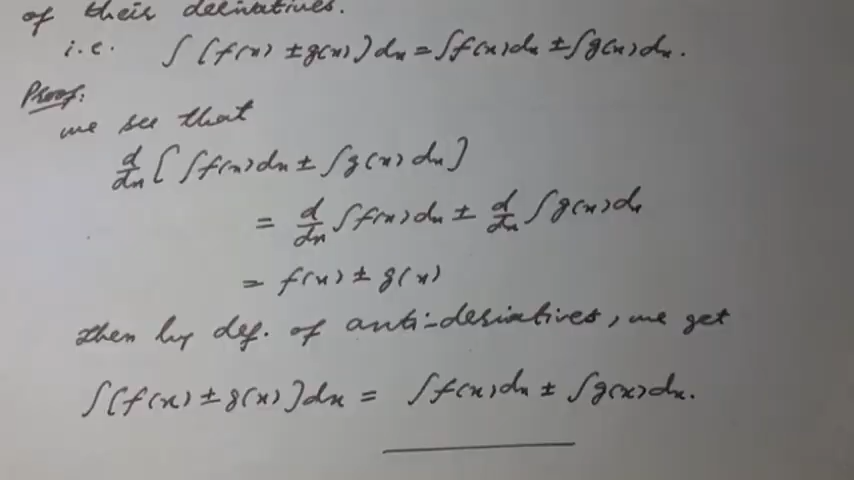 of their derivatives.
i.e. ∫[f(x) ± g(x)]dx = ∫f(x)dx ± ∫g(x)dx.
Proof:
we see that
d/dx [∫f(x)dx ± ∫g(x)dx]
= d/dx ∫f(x)dx ± d/dx ∫g(x)dx
= f(x) ± g(x)
then by def. of anti-derivatives, we get
∫[f(x) ± g(x)]dx = ∫f(x)dx ± ∫g(x)dx.